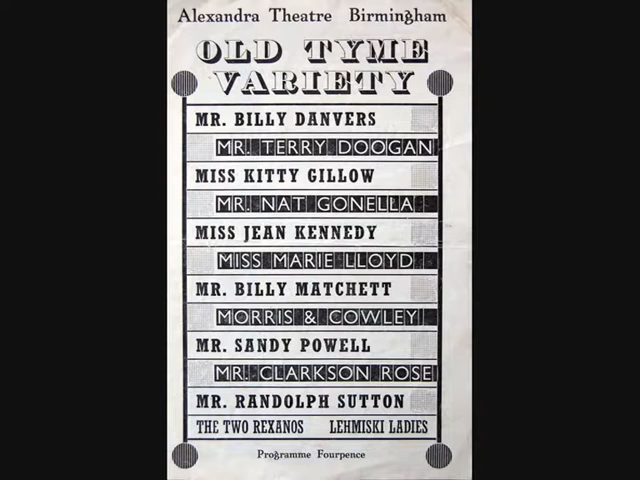 Alexandra Theatre Birmingham
OLD TYME
VARIETY
MR. BILLY DANVERS
MR. TERRY DOOGAN
MISS KITTY GILLOW
MR. NAT GONELLA
MISS JEAN KENNEDY
MISS MARIE LLOYD
MR. BILLY MATCHETT
MORRIS & COWLEY
MR. SANDY POWELL
MR. CLARKSON ROSE
MR. RANDOLPH SUTTON
THE TWO REXANOS LEHMISKI LADIES
Programme Fourpence